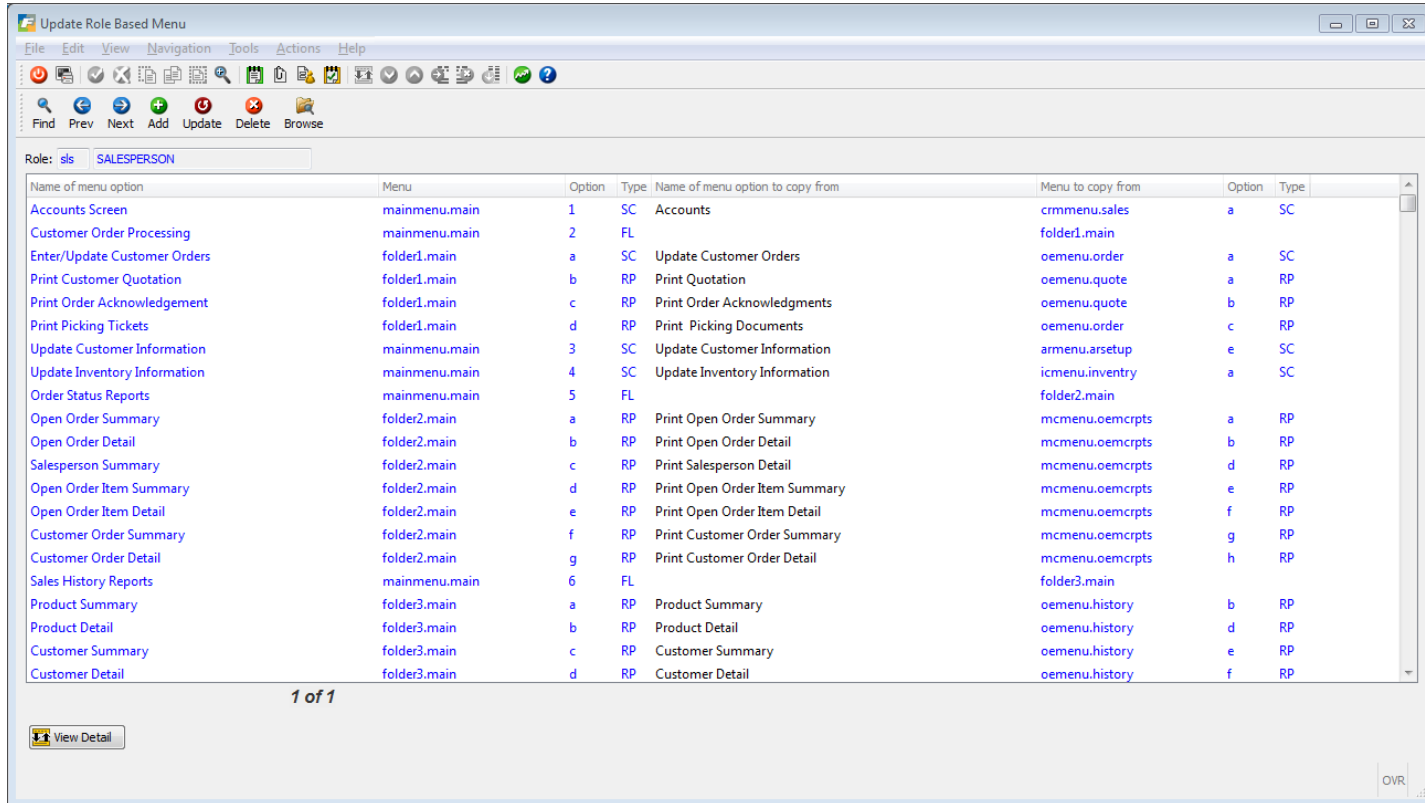 Update Role Based Menu
File Edit View Navigation Tools Actions Help
Find Prev Next Add Update Delete Browse
Role: sls SALESPERSON
Name of menu option Menu Option Type Name of menu option to copy from Menu to copy from Option Type
Accounts Screen mainmenu.main 1 SC Accounts crmmenu.sales a SC
Customer Order Processing mainmenu.main 2 FL folder1.main
Enter/Update Customer Orders folder1.main a SC Update Customer Orders oemenu.order a SC
Print Customer Quotation folder1.main b RP Print Quotation oemenu.quote a RP
Print Order Acknowledgement folder1.main c RP Print Order Acknowledgments oemenu.quote b RP
Print Picking Tickets folder1.main d RP Print  Picking Documents oemenu.order c RP
Update Customer Information mainmenu.main 3 SC Update Customer Information armenu.arsetup e SC
Update Inventory Information mainmenu.main 4 SC Update Inventory Information icmenu.inventry a SC
Order Status Reports mainmenu.main 5 FL folder2.main
Open Order Summary folder2.main a RP Print Open Order Summary mcmenu.oemcrpts a RP
Open Order Detail folder2.main b RP Print Open Order Detail mcmenu.oemcrpts b RP
Salesperson Summary folder2.main c RP Print Salesperson Detail mcmenu.oemcrpts d RP
Open Order Item Summary folder2.main d RP Print Open Order Item Summary mcmenu.oemcrpts e RP
Open Order Item Detail folder2.main e RP Print Open Order Item Detail mcmenu.oemcrpts f RP
Customer Order Summary folder2.main f RP Print Customer Order Summary mcmenu.oemcrpts g RP
Customer Order Detail folder2.main g RP Print Customer Order Detail mcmenu.oemcrpts h RP
Sales History Reports mainmenu.main 6 FL folder3.main
Product Summary folder3.main a RP Product Summary oemenu.history b RP
Product Detail folder3.main b RP Product Detail oemenu.history d RP
Customer Summary folder3.main c RP Customer Summary oemenu.history e RP
Customer Detail folder3.main d RP Customer Detail oemenu.history f RP
1 of 1
View Detail
OVR